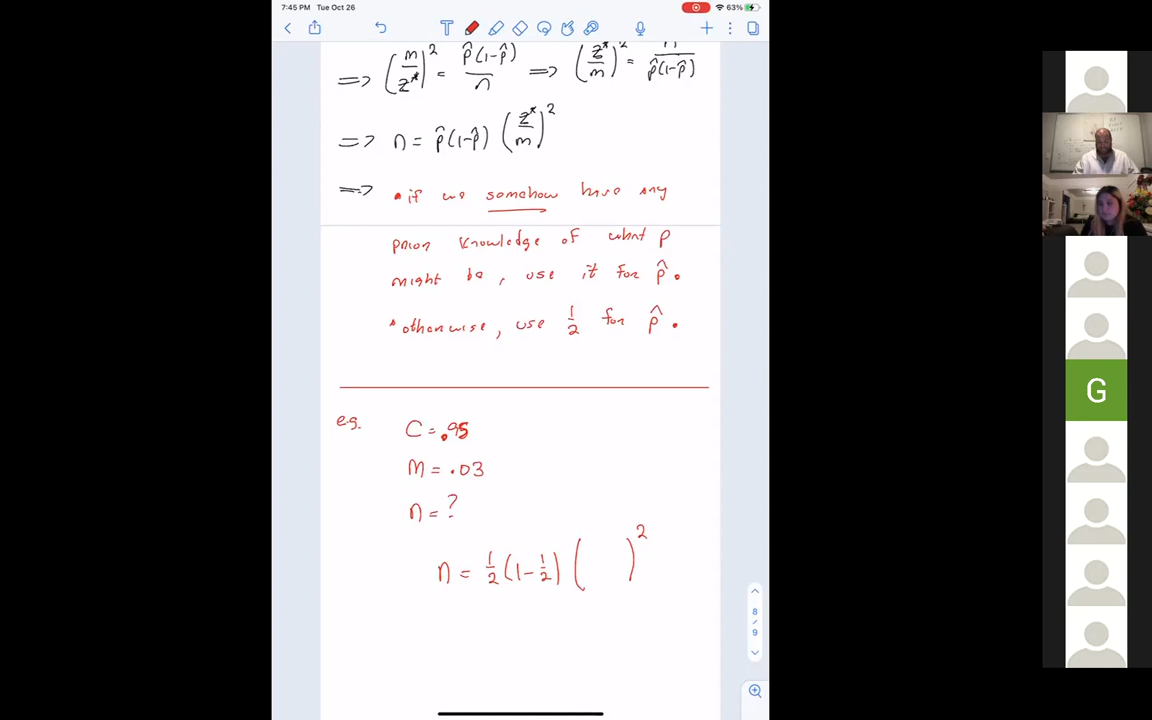 7:45 PM Tue Oct 26
63%
T
⟹ (m/z*)² = p̂(1-p̂)/n ⟹ (z*/m)² = n/p̂(1-p̂)
⟹ n = p̂(1-p̂) (z*/m)²
⟹ • if we somehow have any
prior knowledge of what p
might be, use it for p̂.
• otherwise, use 1/2 for p̂.
e.g. C = .95
M = .03
n = ?
n = 1/2 (1 - 1/2) ( )²
8
/
9
G